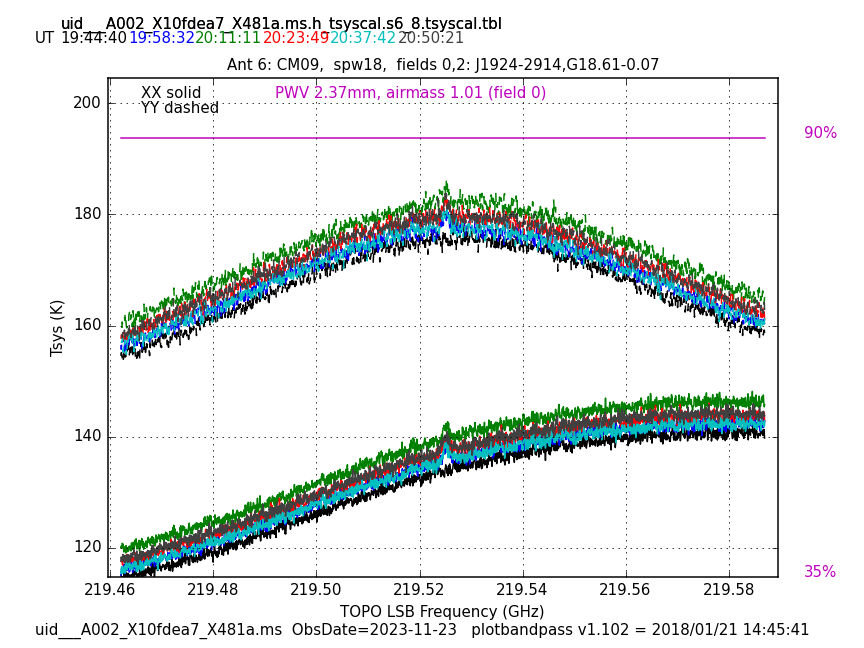 uid___A002_X10fdea7_X481a.ms.h_tsyscal.s6_8.tsyscal.tbl
UT 19:44:40 19:58:32 20:11:11 20:23:49 20:37:42 20:50:21
Ant 6: CM09,  spw18,  fields 0,2: J1924-2914,G18.61-0.07
XX solid
PWV 2.37mm, airmass 1.01 (field 0)
YY dashed
200
180
160
140
120
90%
35%
Tsys (K)
219.46 219.48 219.50 219.52 219.54 219.56 219.58
TOPO LSB Frequency (GHz)
uid___A002_X10fdea7_X481a.ms  ObsDate=2023-11-23   plotbandpass v1.102 = 2018/01/21 14:45:41